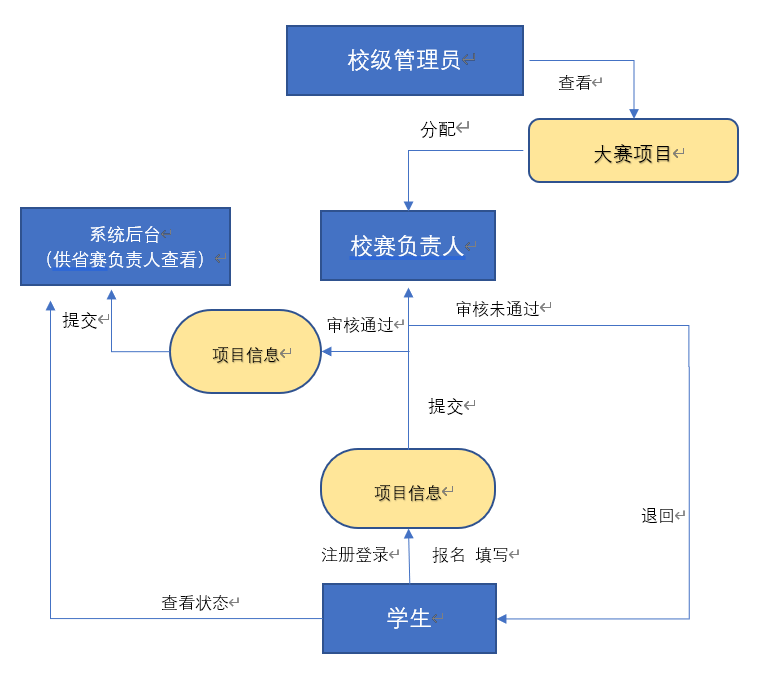 校级管理员
查看
分配
大赛项目
系统后台
（供省赛负责人查看）
校赛负责人
提交
审核通过
审核未通过
项目信息
提交
项目信息
退回
注册登录
报名 填写
查看状态
学生